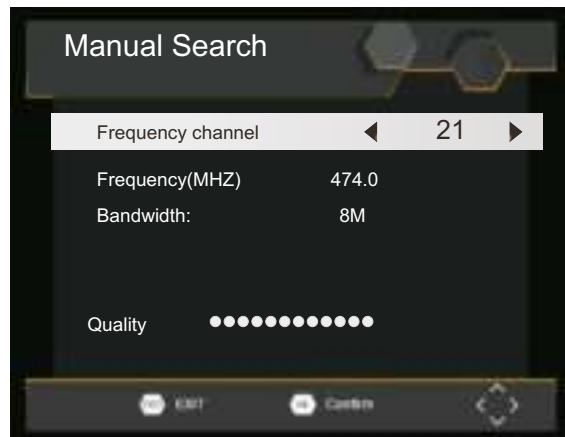 Manual Search
Frequency channel 21
Frequency(MHZ) 474.0
Bandwidth: 8M
Quality
EXIT Confirm